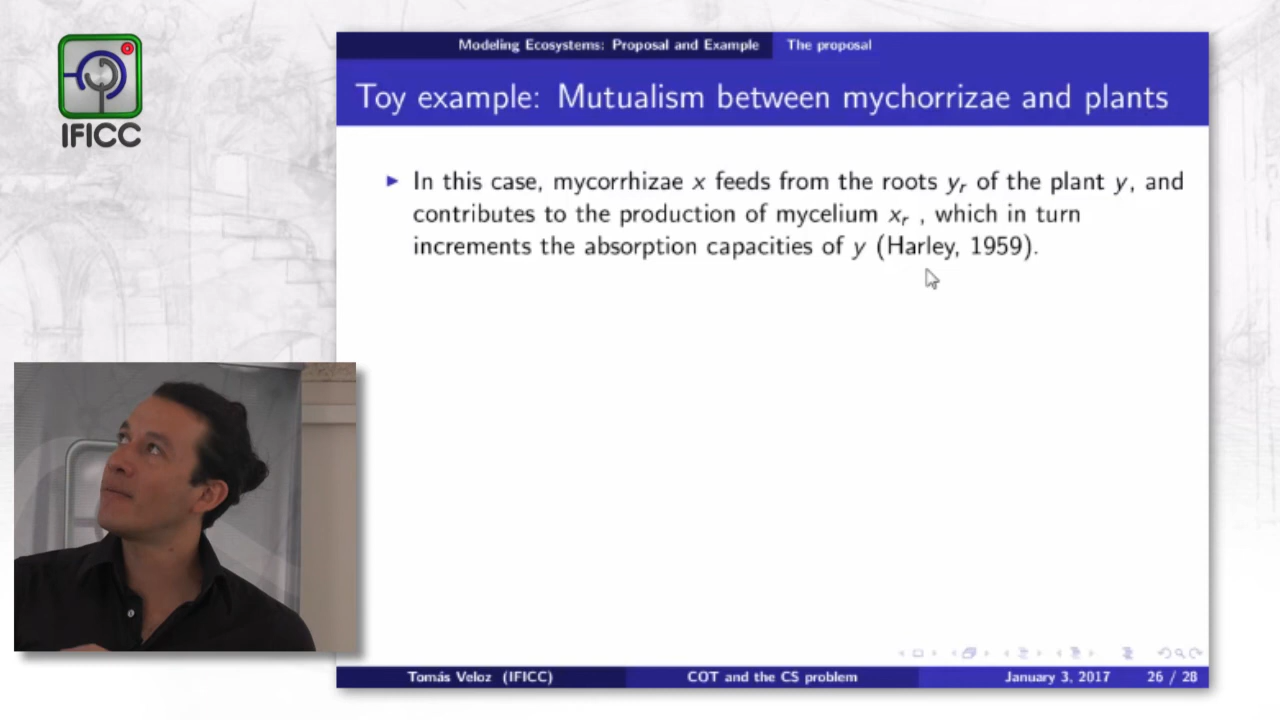 IFICC
Modeling Ecosystems: Proposal and Example The proposal
Toy example: Mutualism between mychorrizae and plants
In this case, mycorrhizae x feeds from the roots yr of the plant y, and
contributes to the production of mycelium xr , which in turn
increments the absorption capacities of y (Harley, 1959).
Tomás Veloz (IFICC) COT and the CS problem January 3, 2017 26 / 28